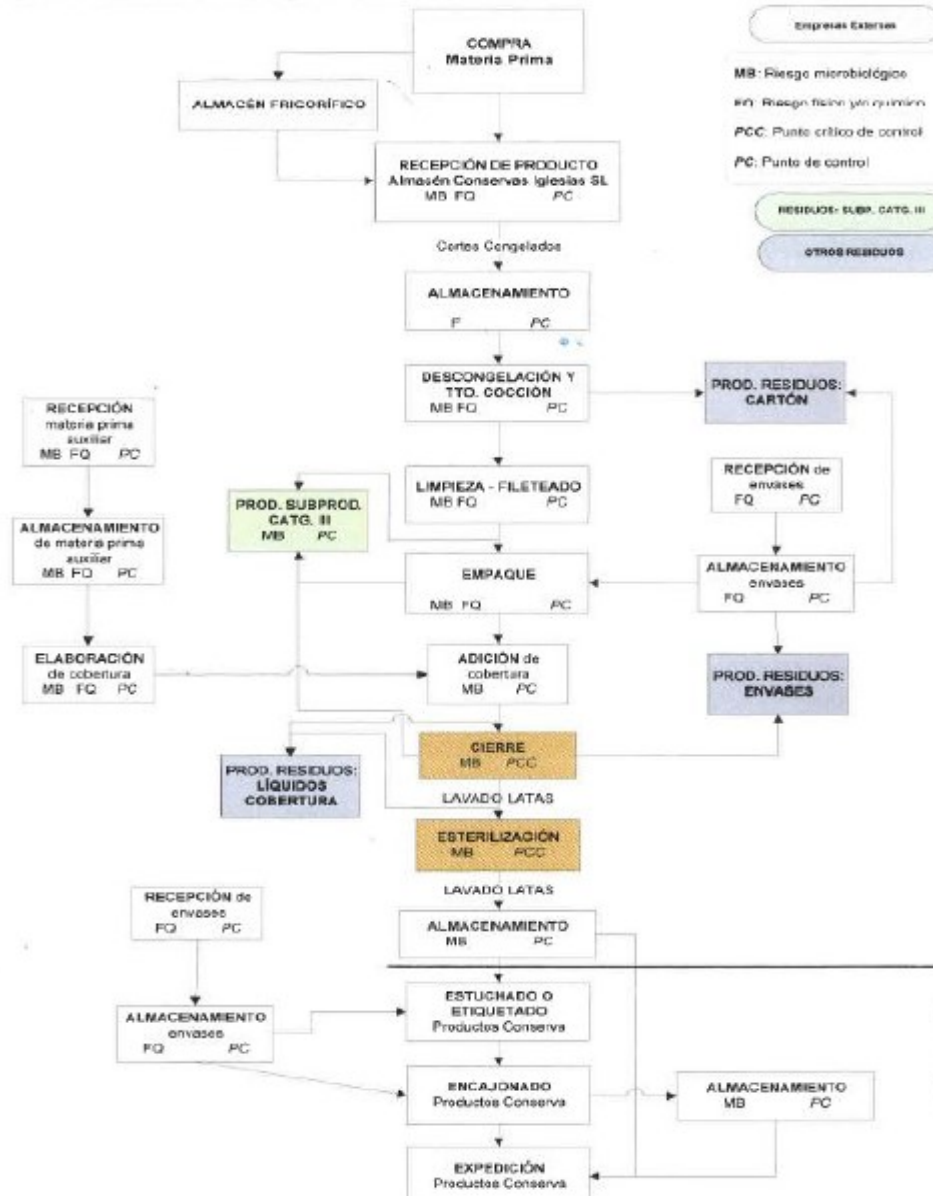 COMPRA
Materia Prima
ALMACÉN FRICORÍFICO
RECEPCIÓN DE PRODUCTO
Almacén Conservas Iglesias SL
MB FQ PC
Cortes Congelados
ALMACENAMIENTO
F PC
DESCONGELACIÓN Y
TTO. COCCIÓN
MB FQ PC
LIMPIEZA - FILETEADO
MB FQ PC
EMPAQUE
MB FQ PC
ADICIÓN de
cobertura
MB PC
CIERRE
MB PCC
LAVADO LATAS
ESTERILIZACIÓN
MB PCC
LAVADO LATAS
ALMACENAMIENTO
MB PC
ESTUCHADO O
ETIQUETADO
Productos Conserva
ENCAJONADO
Productos Conserva
EXPEDICIÓN
Productos Conserva
Empresas Externas
MB: Riesgo microbiológico
FQ: Riesgo físico y/o químico
PCC: Punto crítico de control
PC: Punto de control
RESIDUOS: SUBP. CATG. III
OTROS RESIDUOS
RECEPCIÓN
materia prima
auxiliar
MB FQ PC
ALMACENAMIENTO
de materia prima
auxiliar
MB FQ PC
ELABORACIÓN
de cobertura
MB FQ PC
PROD. SUBPROD.
CATG. III
MB PC
PROD. RESIDUOS:
LÍQUIDOS
COBERTURA
PROD. RESIDUOS:
CARTÓN
RECEPCIÓN de
envases
FQ PC
ALMACENAMIENTO
envases
FQ PC
PROD. RESIDUOS:
ENVASES
RECEPCIÓN de
envases
FQ PC
ALMACENAMIENTO
envases
FQ PC
ALMACENAMIENTO
MB PC